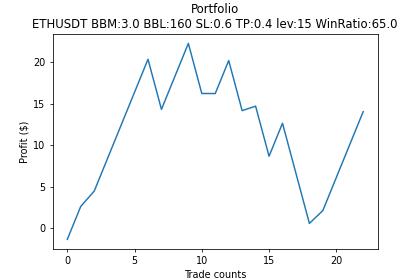 Portfolio
ETHUSDT BBM:3.0 BBL:160 SL:0.6 TP:0.4 lev:15 WinRatio:65.0
20
15
10
5
0
Profit ($)
0 5 10 15 20
Trade counts